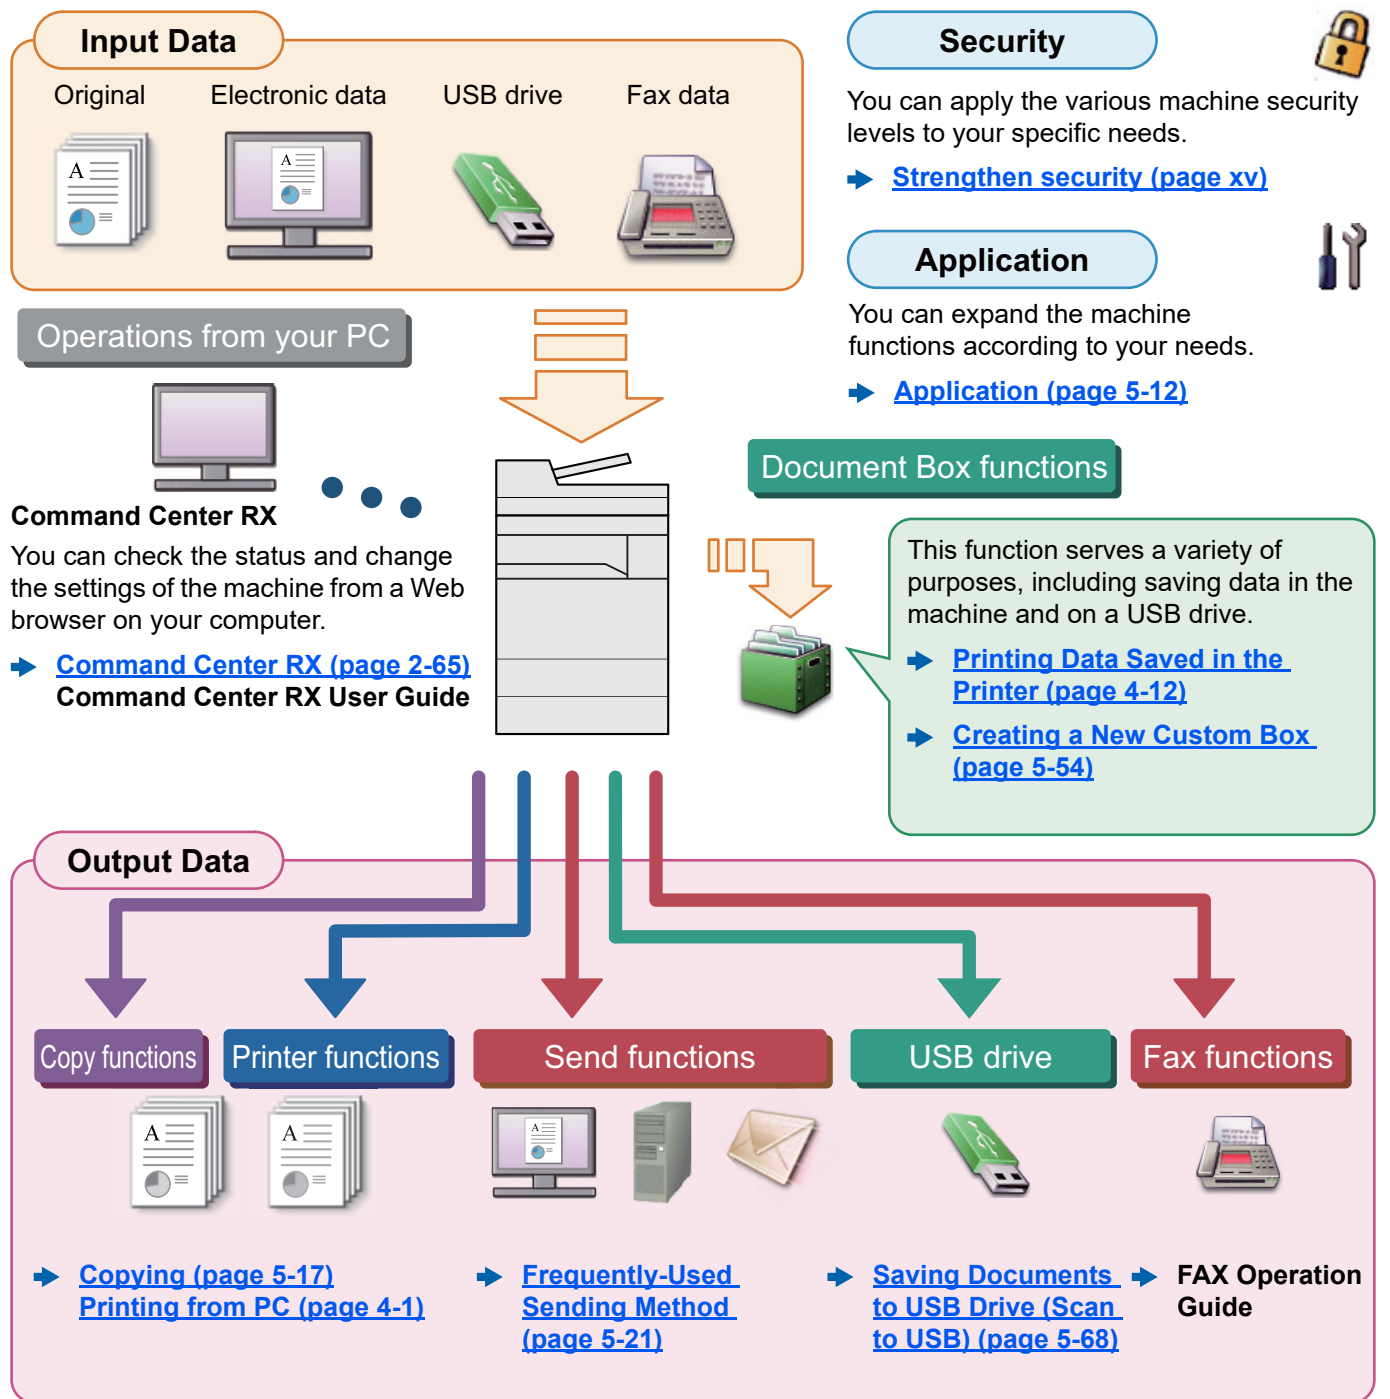 Input Data
Original
Electronic data
USB drive
Fax data
Security
You can apply the various machine security
levels to your specific needs.
Strengthen security (page xv)
Application
You can expand the machine
functions according to your needs.
Application (page 5-12)
Operations from your PC
Command Center RX
You can check the status and change
the settings of the machine from a Web
browser on your computer.
Command Center RX (page 2-65)
Command Center RX User Guide
Document Box functions
This function serves a variety of
purposes, including saving data in the
machine and on a USB drive.
Printing Data Saved in the
Printer (page 4-12)
Creating a New Custom Box
(page 5-54)
Output Data
Copy functions
Printer functions
Send functions
USB drive
Fax functions
A
A
A
Copying (page 5-17)
Printing from PC (page 4-1)
Frequently-Used
Sending Method
(page 5-21)
Saving Documents
to USB Drive (Scan
to USB) (page 5-68)
FAX Operation
Guide